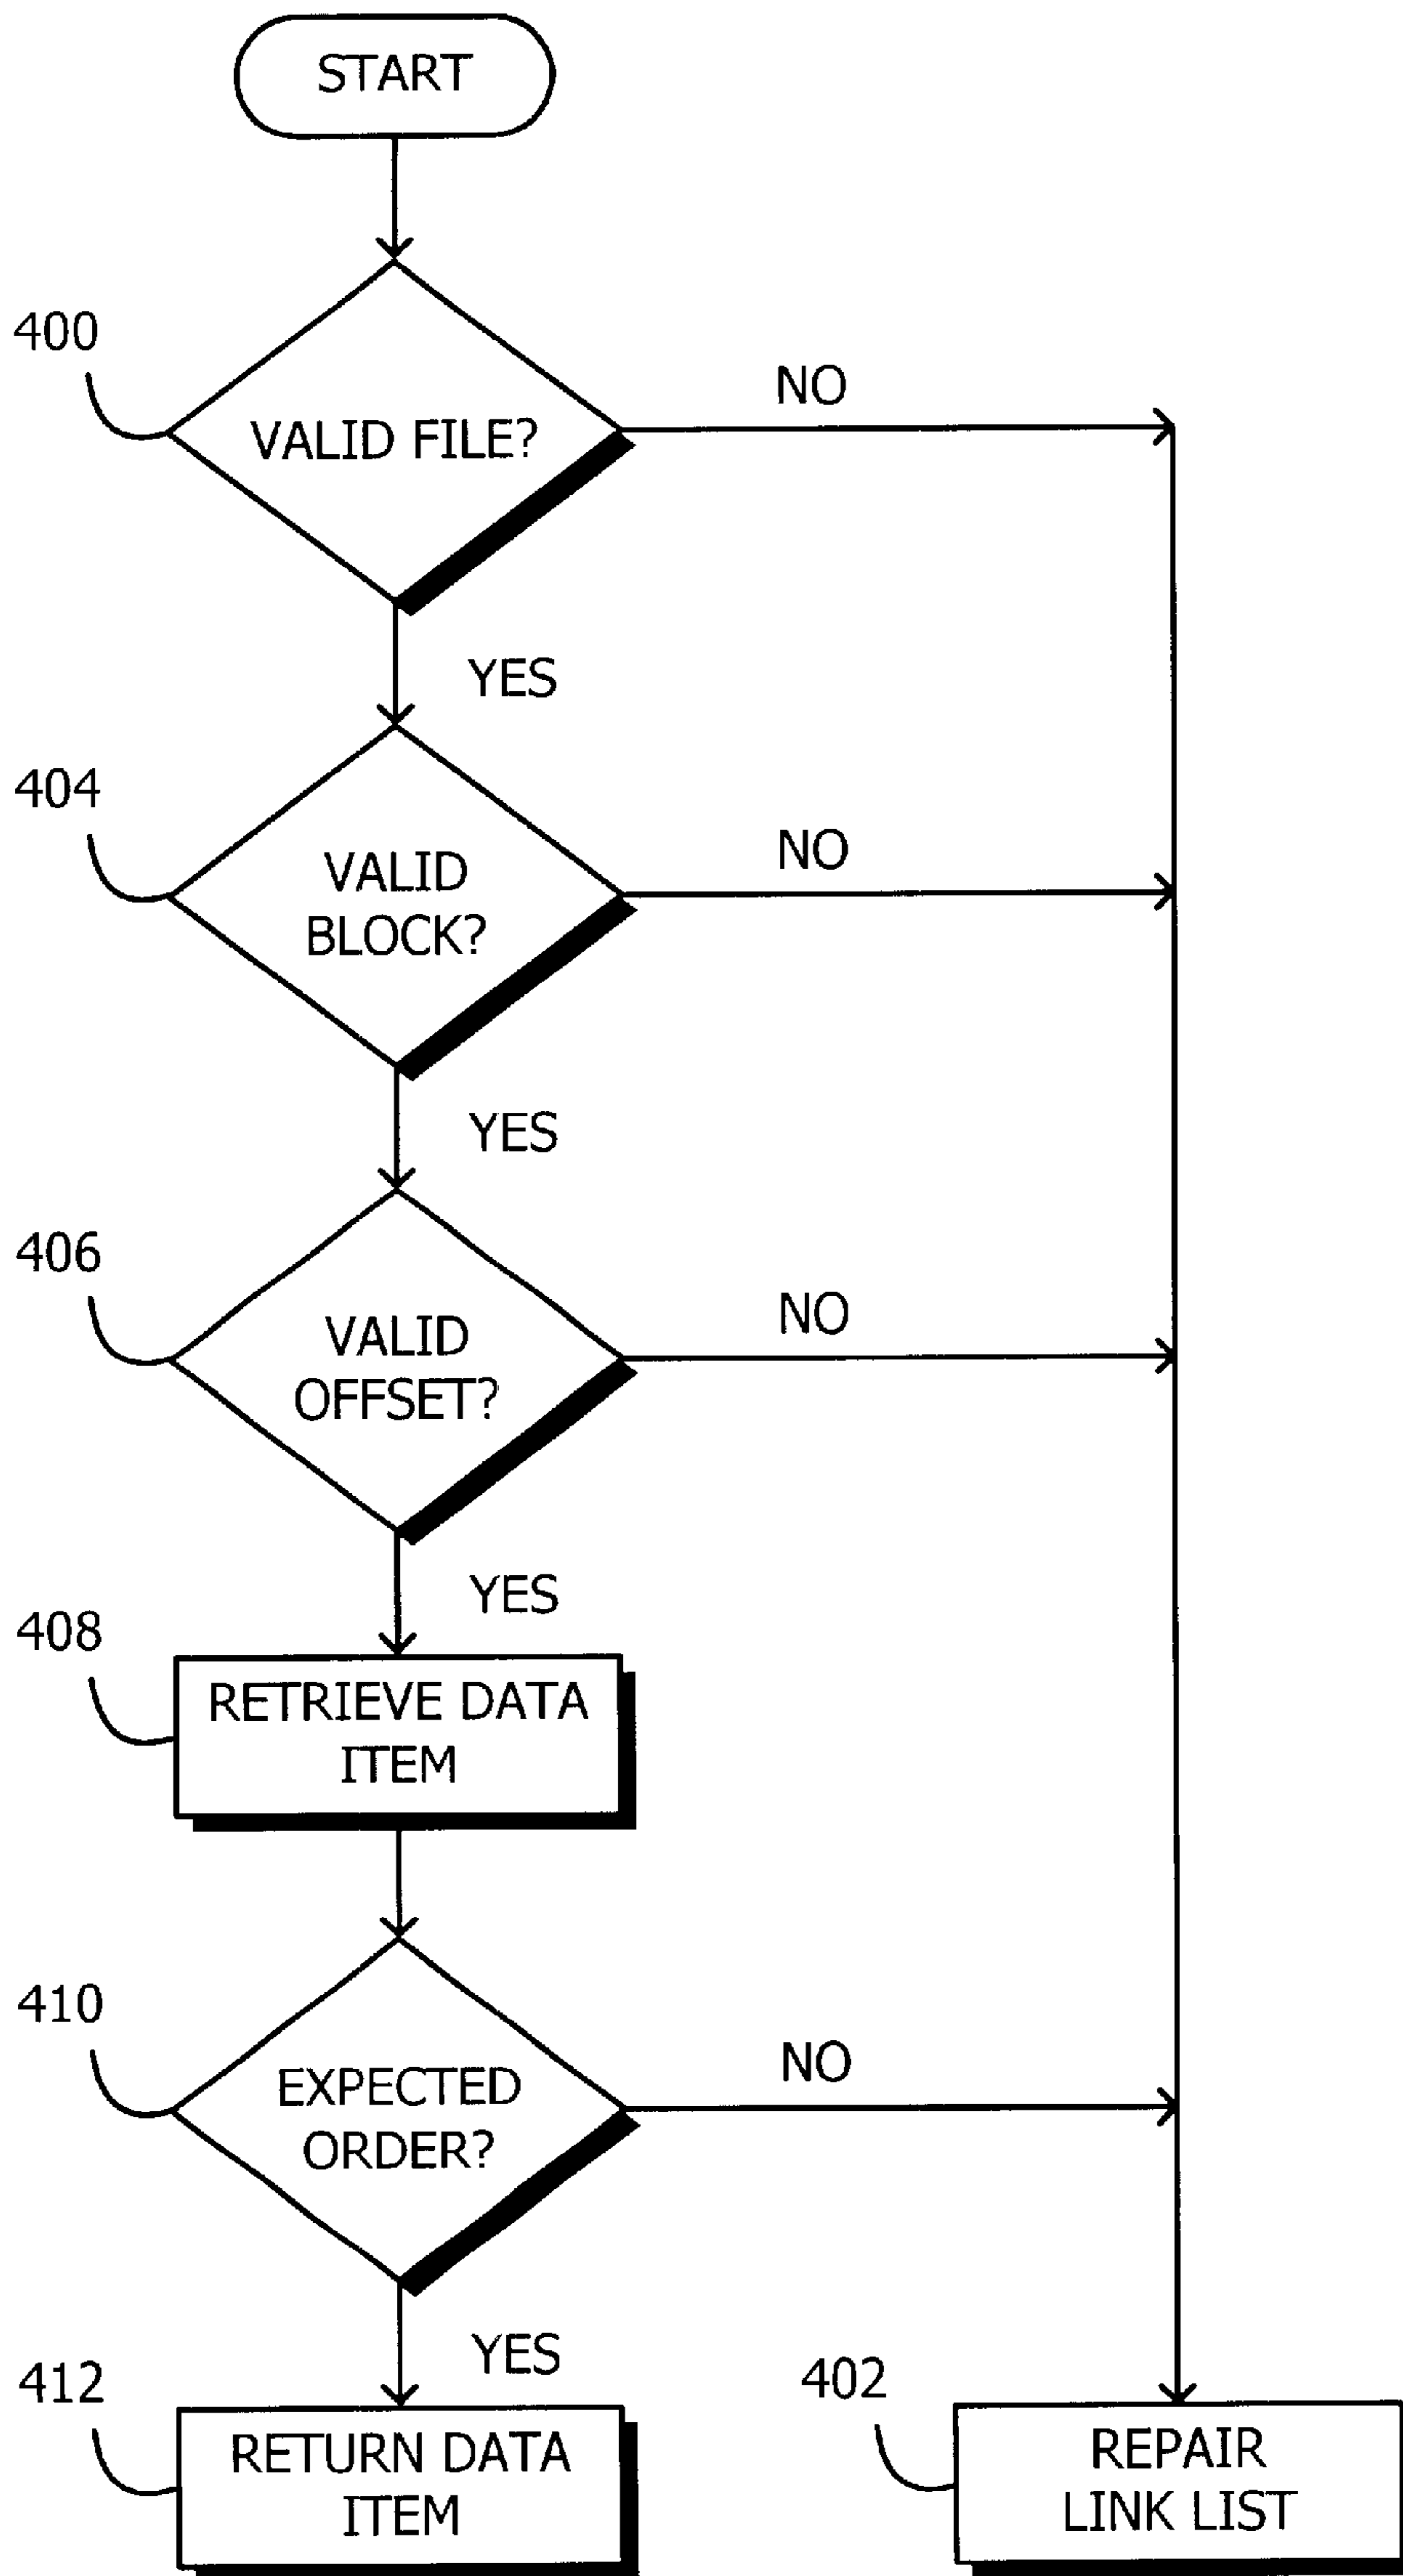 START
400
VALID FILE?
NO
YES
404
VALID
BLOCK?
NO
YES
406
VALID
OFFSET?
NO
YES
408
RETRIEVE DATA
ITEM
410
EXPECTED
ORDER?
NO
YES
412
RETURN DATA
ITEM
402
REPAIR
LINK LIST